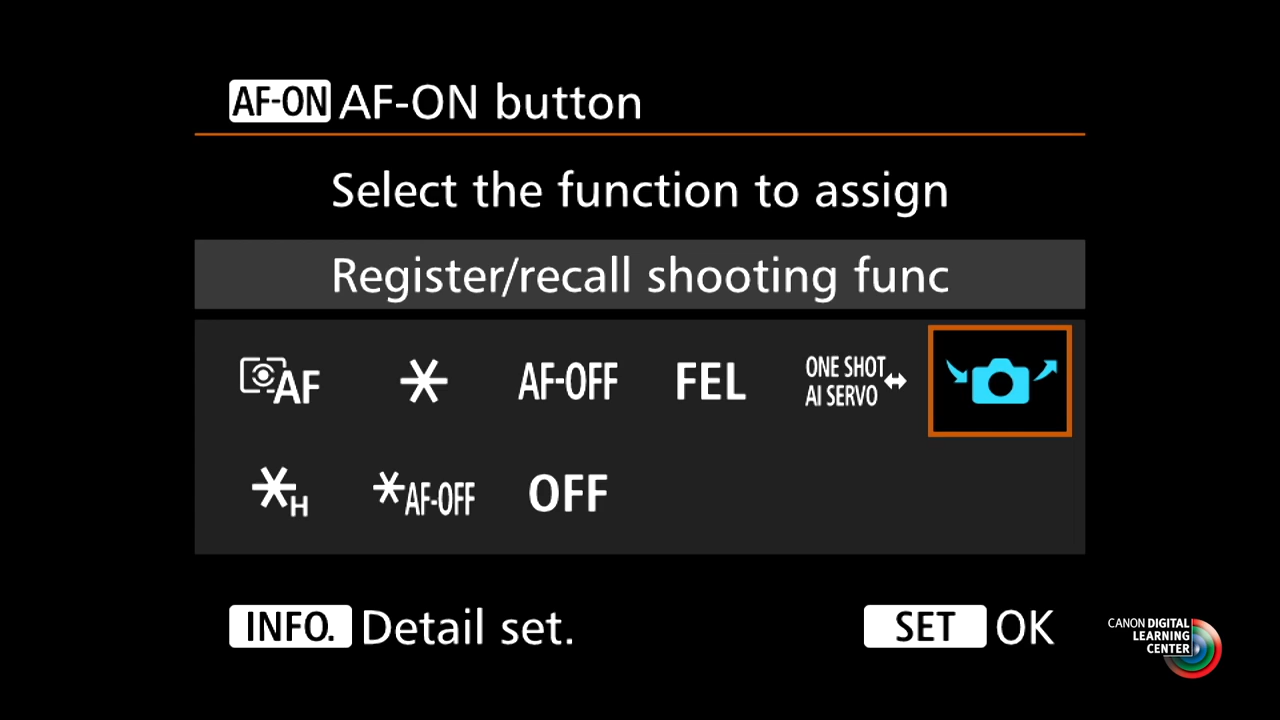 AF-ON AF-ON button
Select the function to assign
Register/recall shooting func
AF * AF-OFF FEL ONE SHOT
AI SERVO
*H *AF-OFF OFF
INFO. Detail set. SET OK
CANON DIGITAL
LEARNING
CENTER